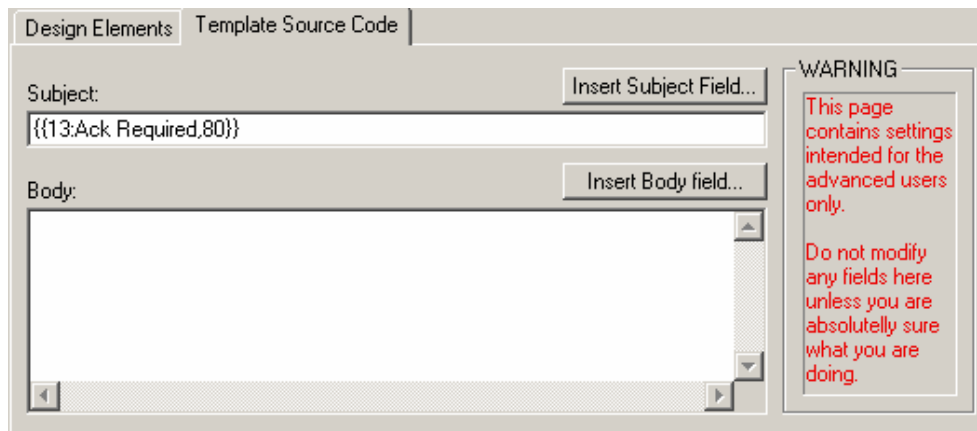 Design Elements
Template Source Code
Subject:
Insert Subject Field...
{{13:Ack Required,80}}
Body:
Insert Body field...
WARNING
This page
contains settings
intended for the
advanced users
only.
Do not modify
any fields here
unless you are
absolutelly sure
what you are
doing.